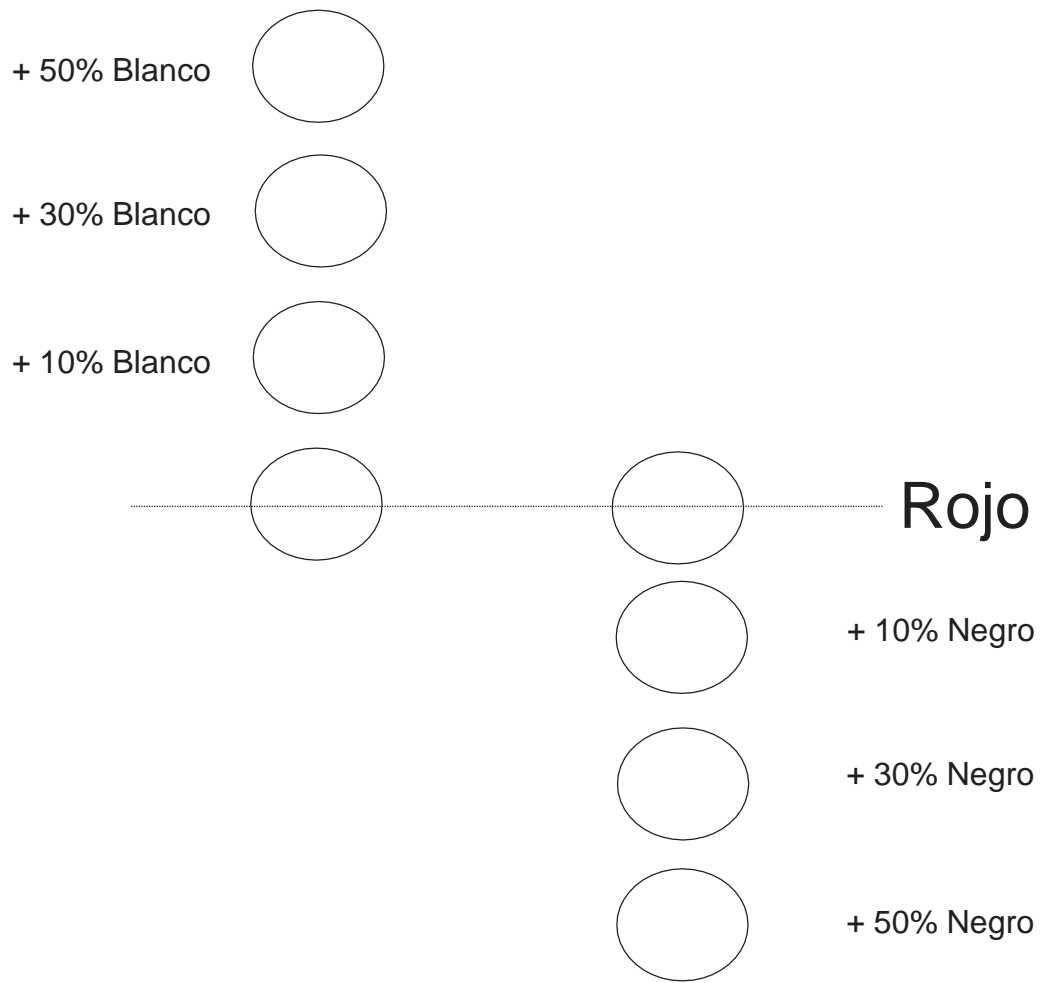 + 50% Blanco
+ 30% Blanco
+ 10% Blanco
Rojo
+ 10% Negro
+ 30% Negro
+ 50% Negro